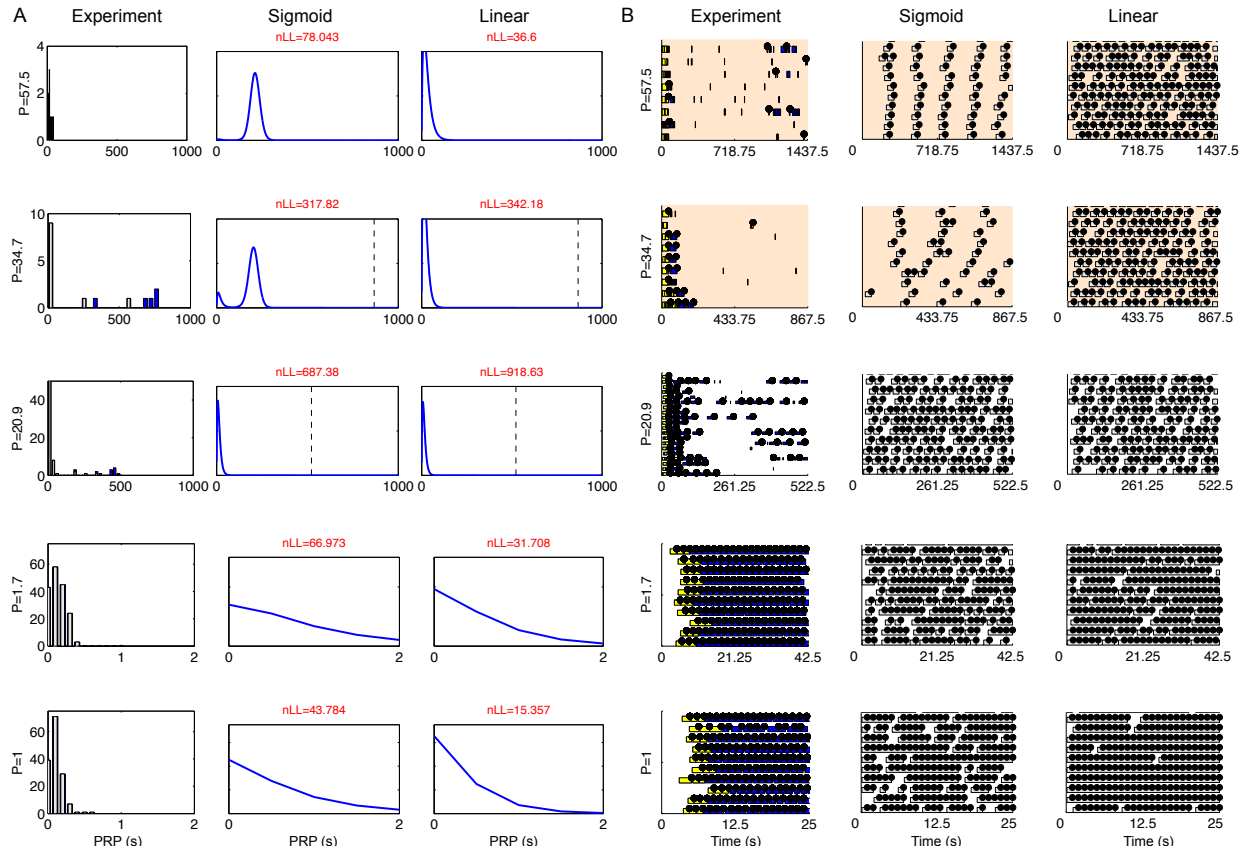 A Experiment Sigmoid Linear B Experiment Sigmoid Linear
nLL=78.043 nLL=36.6
P=57.5 4 2 0 P=57.5
0 500 1000 0 1000 0 1000 0 718.75 1437.5 0 718.75 1437.5 0 718.75 1437.5
nLL=317.82 nLL=342.18
P=34.7 10 5 0 P=34.7
0 500 1000 0 1000 0 1000 0 433.75 867.5 0 433.75 867.5 0 433.75 867.5
nLL=687.38 nLL=918.63
P=20.9 40 20 0 P=20.9
0 500 1000 0 1000 0 1000 0 261.25 522.5 0 261.25 522.5 0 261.25 522.5
nLL=66.973 nLL=31.708
P=1.7 60 40 20 0 P=1.7
0 1 2 0 2 0 2 0 21.25 42.5 0 21.25 42.5 0 21.25 42.5
nLL=43.784 nLL=15.357
P=1 60 40 20 0 P=1
0 1 2 0 2 0 2 0 12.5 25 0 12.5 25 0 12.5 25
PRP (s) PRP (s) PRP (s) Time (s) Time (s) Time (s)